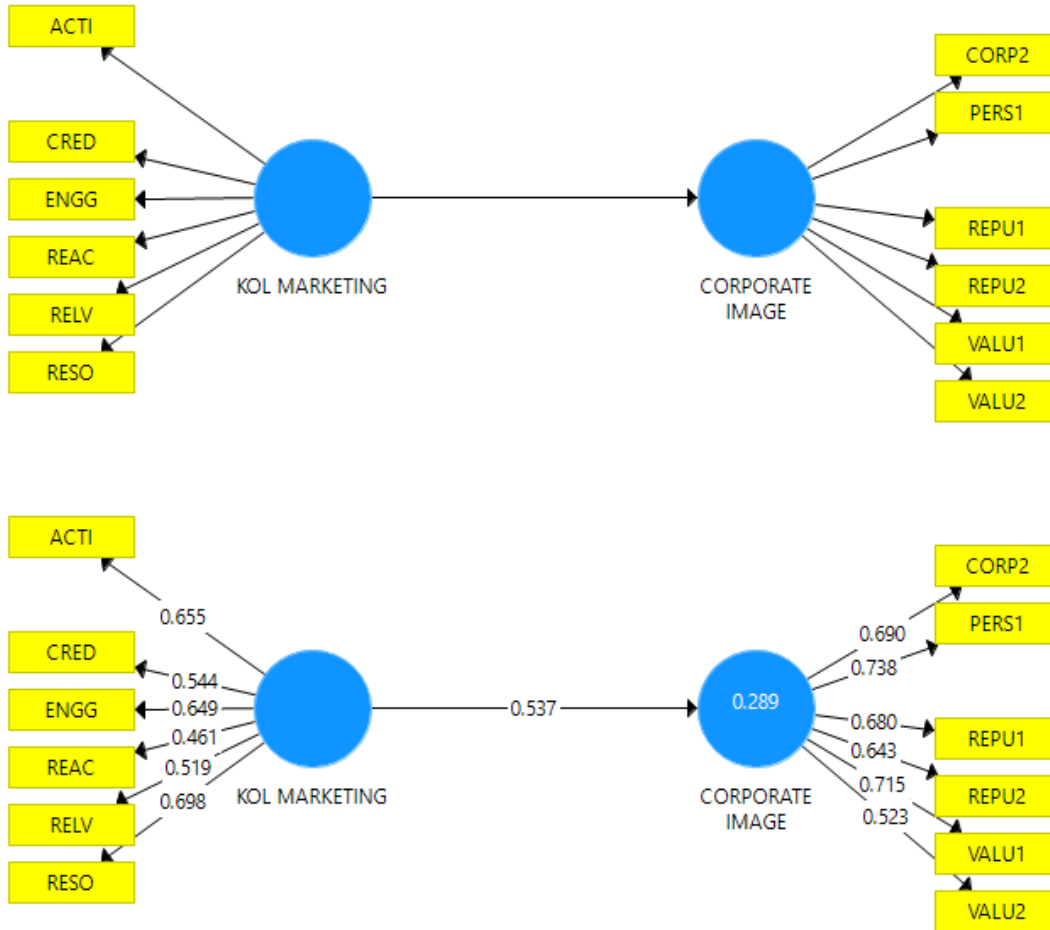 ACTI
CORP2
PERS1
CRED
ENGG
REPU1
REAC
REPU2
KOL MARKETING
CORPORATE
IMAGE
RELV
VALU1
RESO
VALU2
ACTI
CORP2
0.655
PERS1
0.690
CRED
0.738
0.544
ENGG
0.649
0.537
0.289
0.680
REPU1
0.461
0.643
REAC
0.519
0.715
REPU2
0.698
KOL MARKETING
CORPORATE
IMAGE
0.523
RELV
VALU1
RESO
VALU2